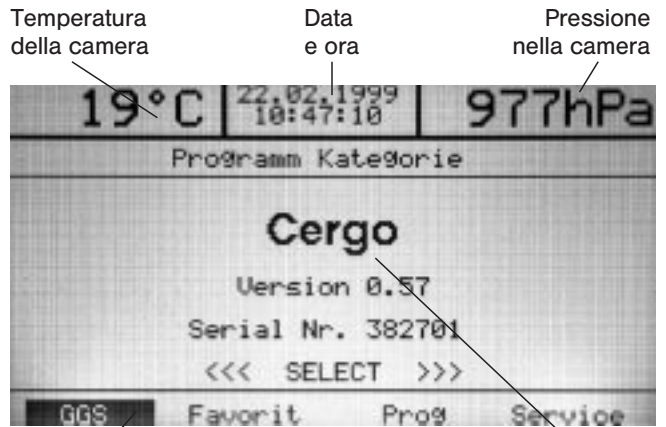 Temperatura della camera
Data e ora
Pressione nella camera
19°C
22.02.1999
10:47:10
977hPa
Programm Kategorie
Cergo
Version 0.57
Serial Nr. 382701
<<< SELECT >>>
GGS Favorit Prog Service